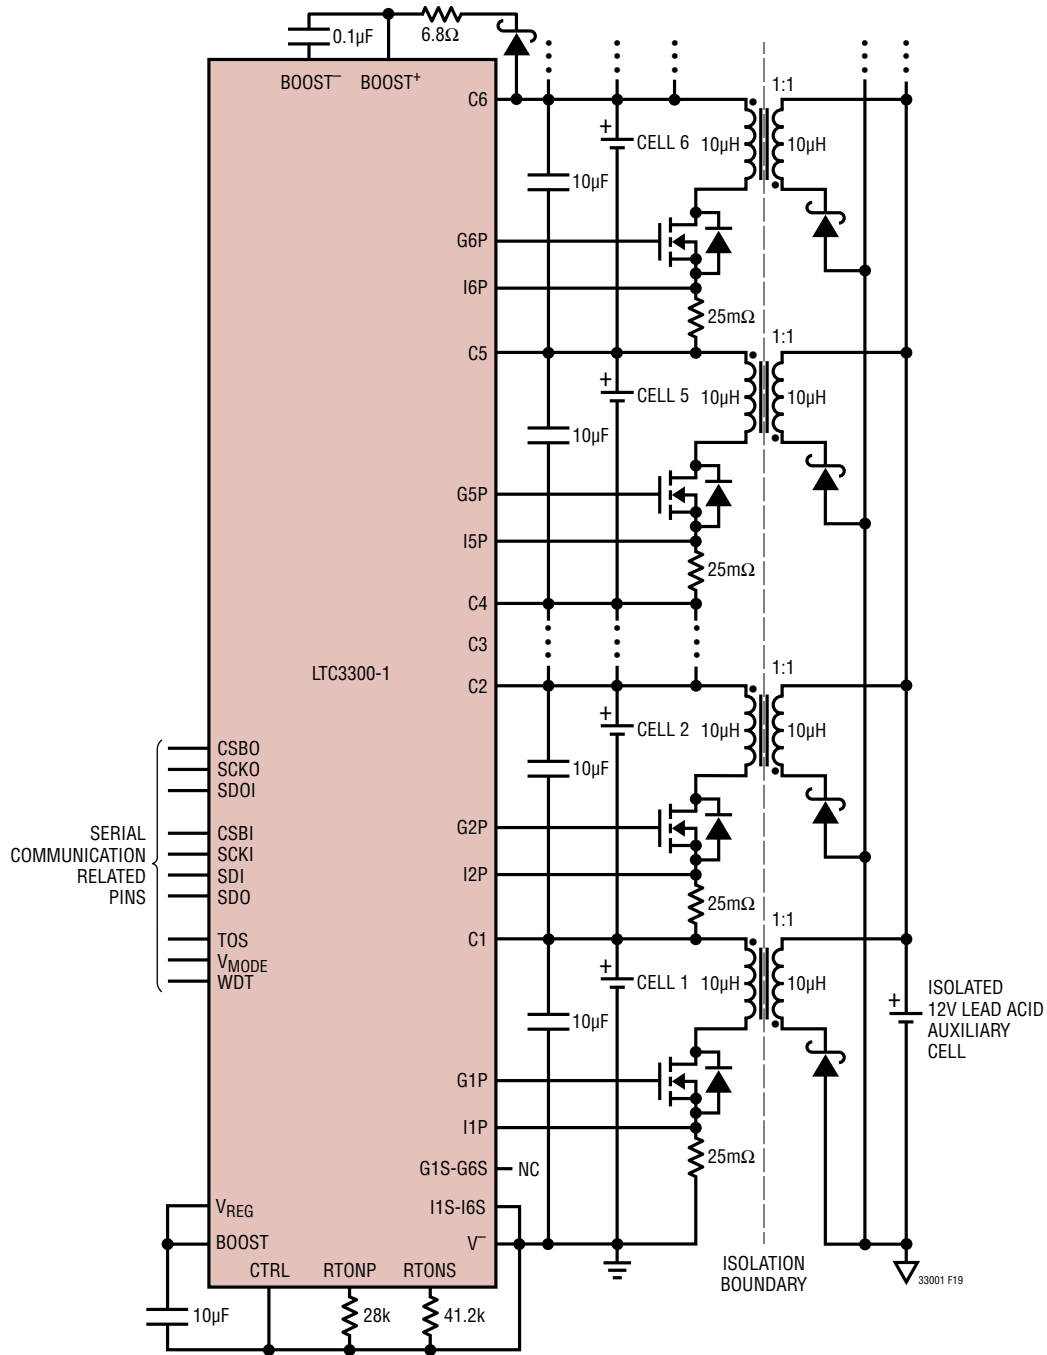 0.1µF
6.8Ω
BOOST– BOOST+
C6
1:1
CELL 6
10µH
10µH
10µF
G6P
I6P
25mΩ
C5
1:1
CELL 5
10µH
10µH
10µF
G5P
I5P
25mΩ
C4
C3
LTC3300-1
C2
1:1
CELL 2
10µH
10µH
10µF
G2P
I2P
25mΩ
C1
1:1
CELL 1
10µH
10µH
10µF
G1P
I1P
25mΩ
G1S-G6S
NC
I1S-I6S
V–
CSBO
SCKO
SDOI
CSBI
SCKI
SDI
SDO
TOS
VMODE
WDT
SERIAL
COMMUNICATION
RELATED
PINS
+ ISOLATED
12V LEAD ACID
AUXILIARY
CELL
VREG
BOOST
CTRL
RTONP
RTONS
10µF
28k
41.2k
ISOLATION
BOUNDARY
33001 F19